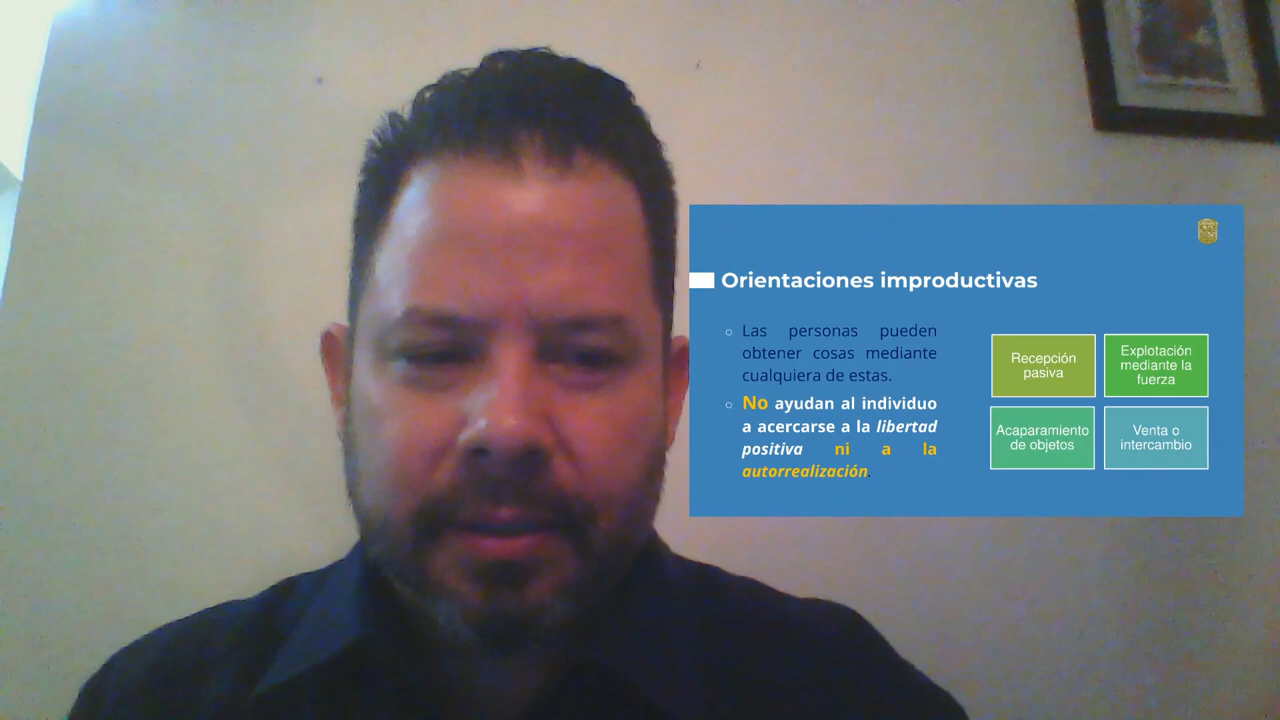 Orientaciones improductivas
Las personas pueden
obtener cosas mediante
cualquiera de estas.
No ayudan al individuo
a acercarse a la libertad
positiva ni a la
autorrealización.
Recepción
pasiva
Explotación
mediante la
fuerza
Acaparamiento
de objetos
Venta o
intercambio